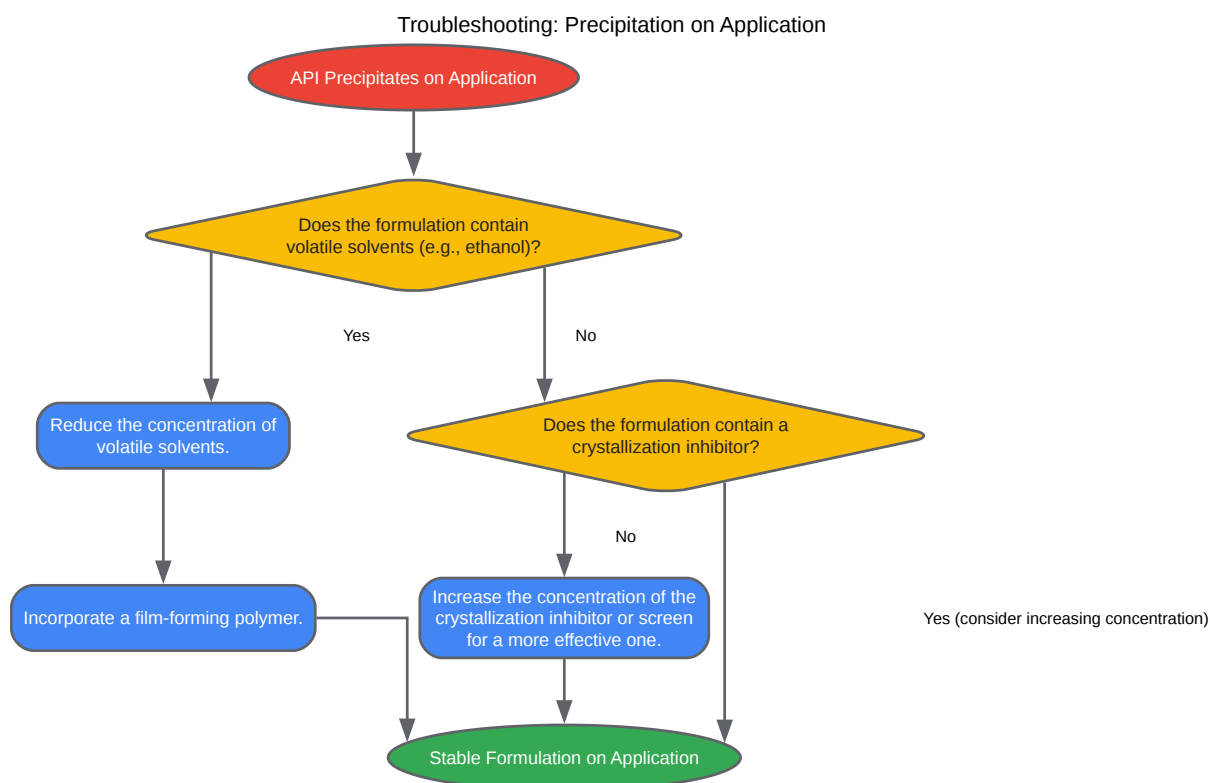 Troubleshooting: Precipitation on Application
API Precipitates on Application
Does the formulation contain
volatile solvents (e.g., ethanol)?
Yes
No
Reduce the concentration of
volatile solvents.
Does the formulation contain a
crystallization inhibitor?
No
Incorporate a film-forming polymer.
Increase the concentration of the
crystallization inhibitor or screen
for a more effective one.
Yes (consider increasing concentration)
Stable Formulation on Application